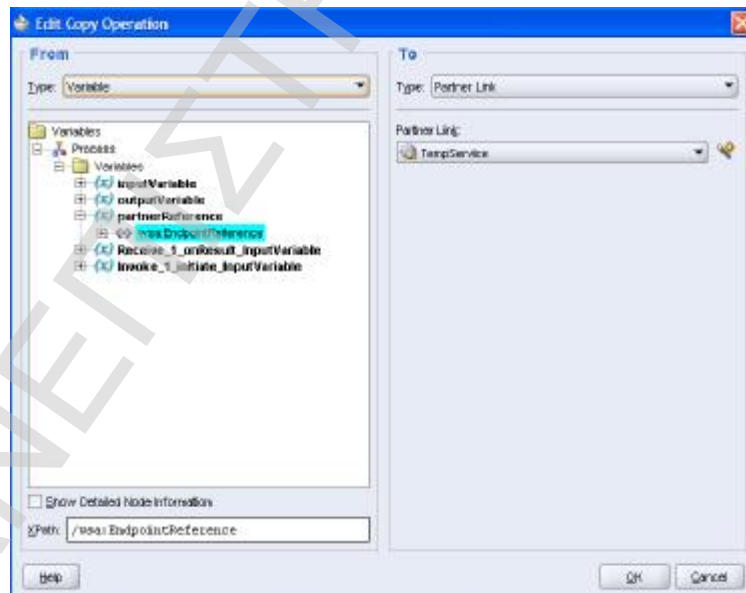 Edit Copy Operation
From
Type: Variable
Variables
Process
Variables
inputVariable
outputVariable
partnerReference
wsa:EndpointReference
Receive_1_onResult_InputVariable
Invoke_1_initiate_InputVariable
Show Detailed Node Information
XPath: /wsa:EndpointReference
To
Type: Partner Link
Partner Link:
TempService
Help
OK
Cancel